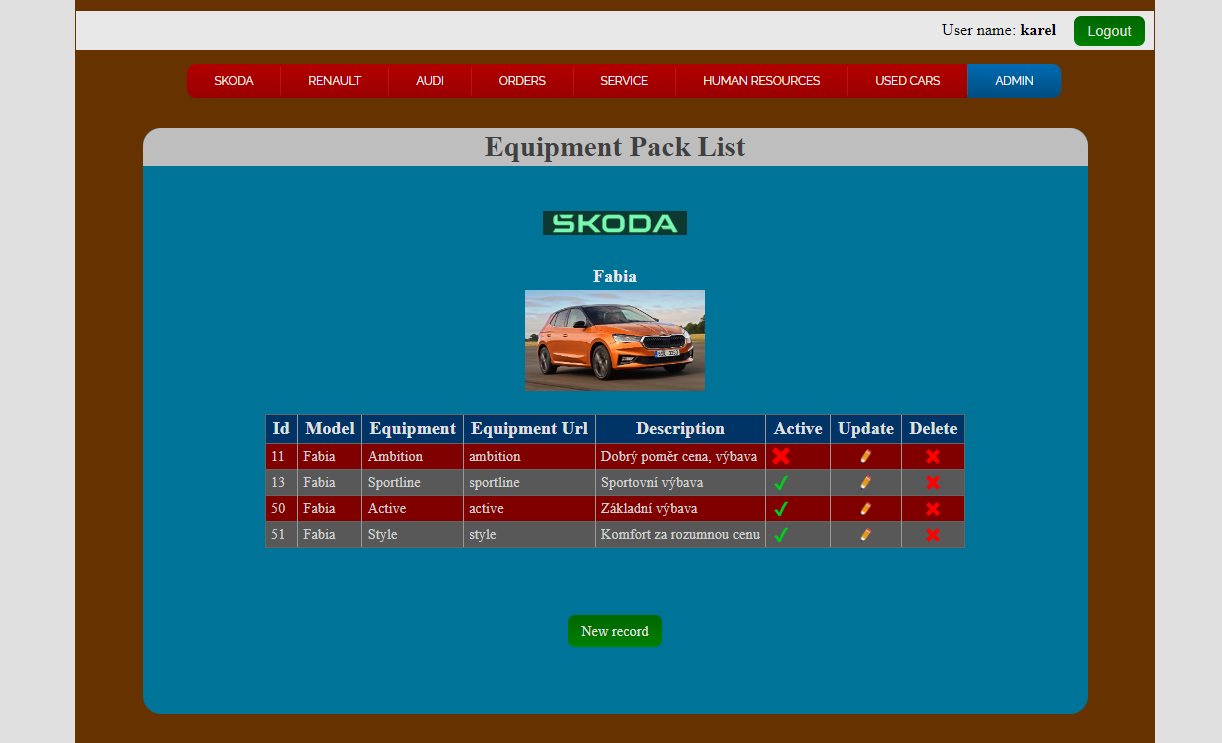 User name: karel Logout
SKODA RENAULT AUDI ORDERS SERVICE HUMAN RESOURCES USED CARS ADMIN
Equipment Pack List
ŠKODA
Fabia
Id Model Equipment Equipment Url Description Active Update Delete
11 Fabia Ambition ambition Dobrý poměr cena, výbava
13 Fabia Sportline sportline Sportovní výbava
50 Fabia Active active Základní výbava
51 Fabia Style style Komfort za rozumnou cenu
New record